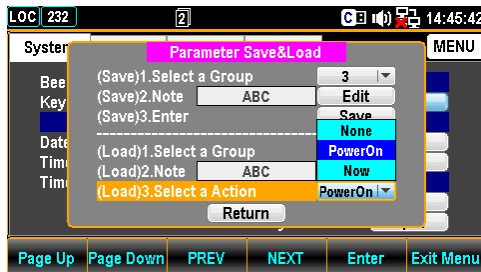 LOC 232 2 C 14:45:42
System MENU
Parameter Save&Load
Bee
(Save)1.Select a Group 3
Key
(Save)2.Note ABC Edit
(Save)3.Enter Save
None
Date
(Load)1.Select a Group PowerOn
Time
(Load)2.Note ABC Now
Time
(Load)3.Select a Action PowerOn
Return
Page Up Page Down PREV NEXT Enter Exit Menu